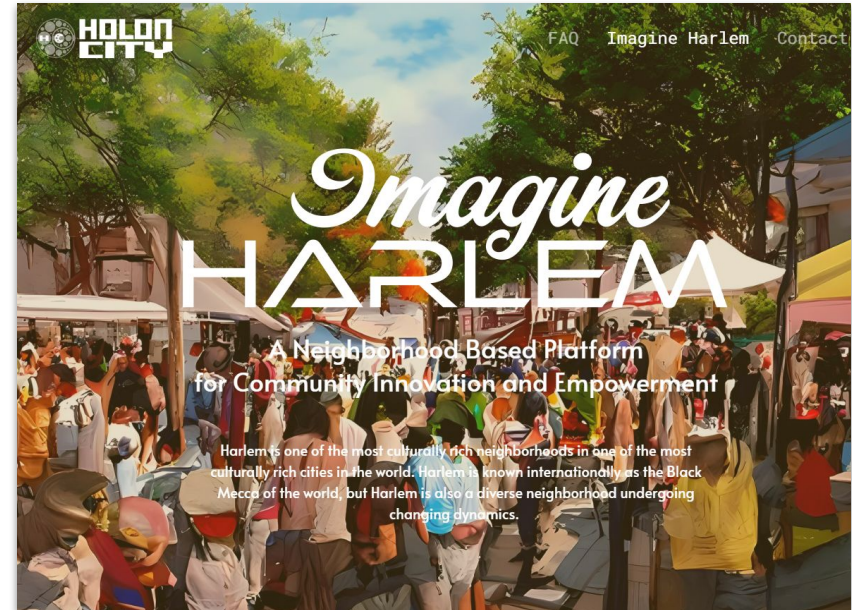 HOLON
CITY
FAQ Imagine Harlem Contact
Imagine
HARLEM
A Neighborhood Based Platform
for Community Innovation and Empowerment
Harlem is one of the most culturally rich neighborhoods in one of the most
culturally rich cities in the world. Harlem is known internationally as the Black
Mecca of the world, but Harlem is also a diverse neighborhood undergoing
changing dynamics.